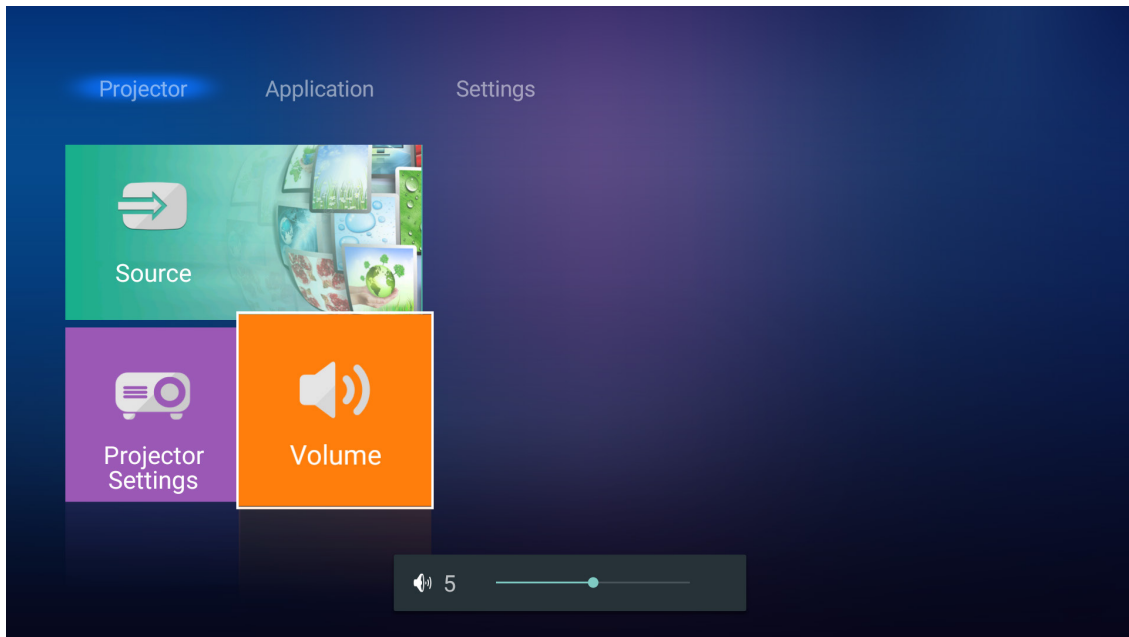 Projector
Application
Settings
Source
Projector
Settings
Volume
5